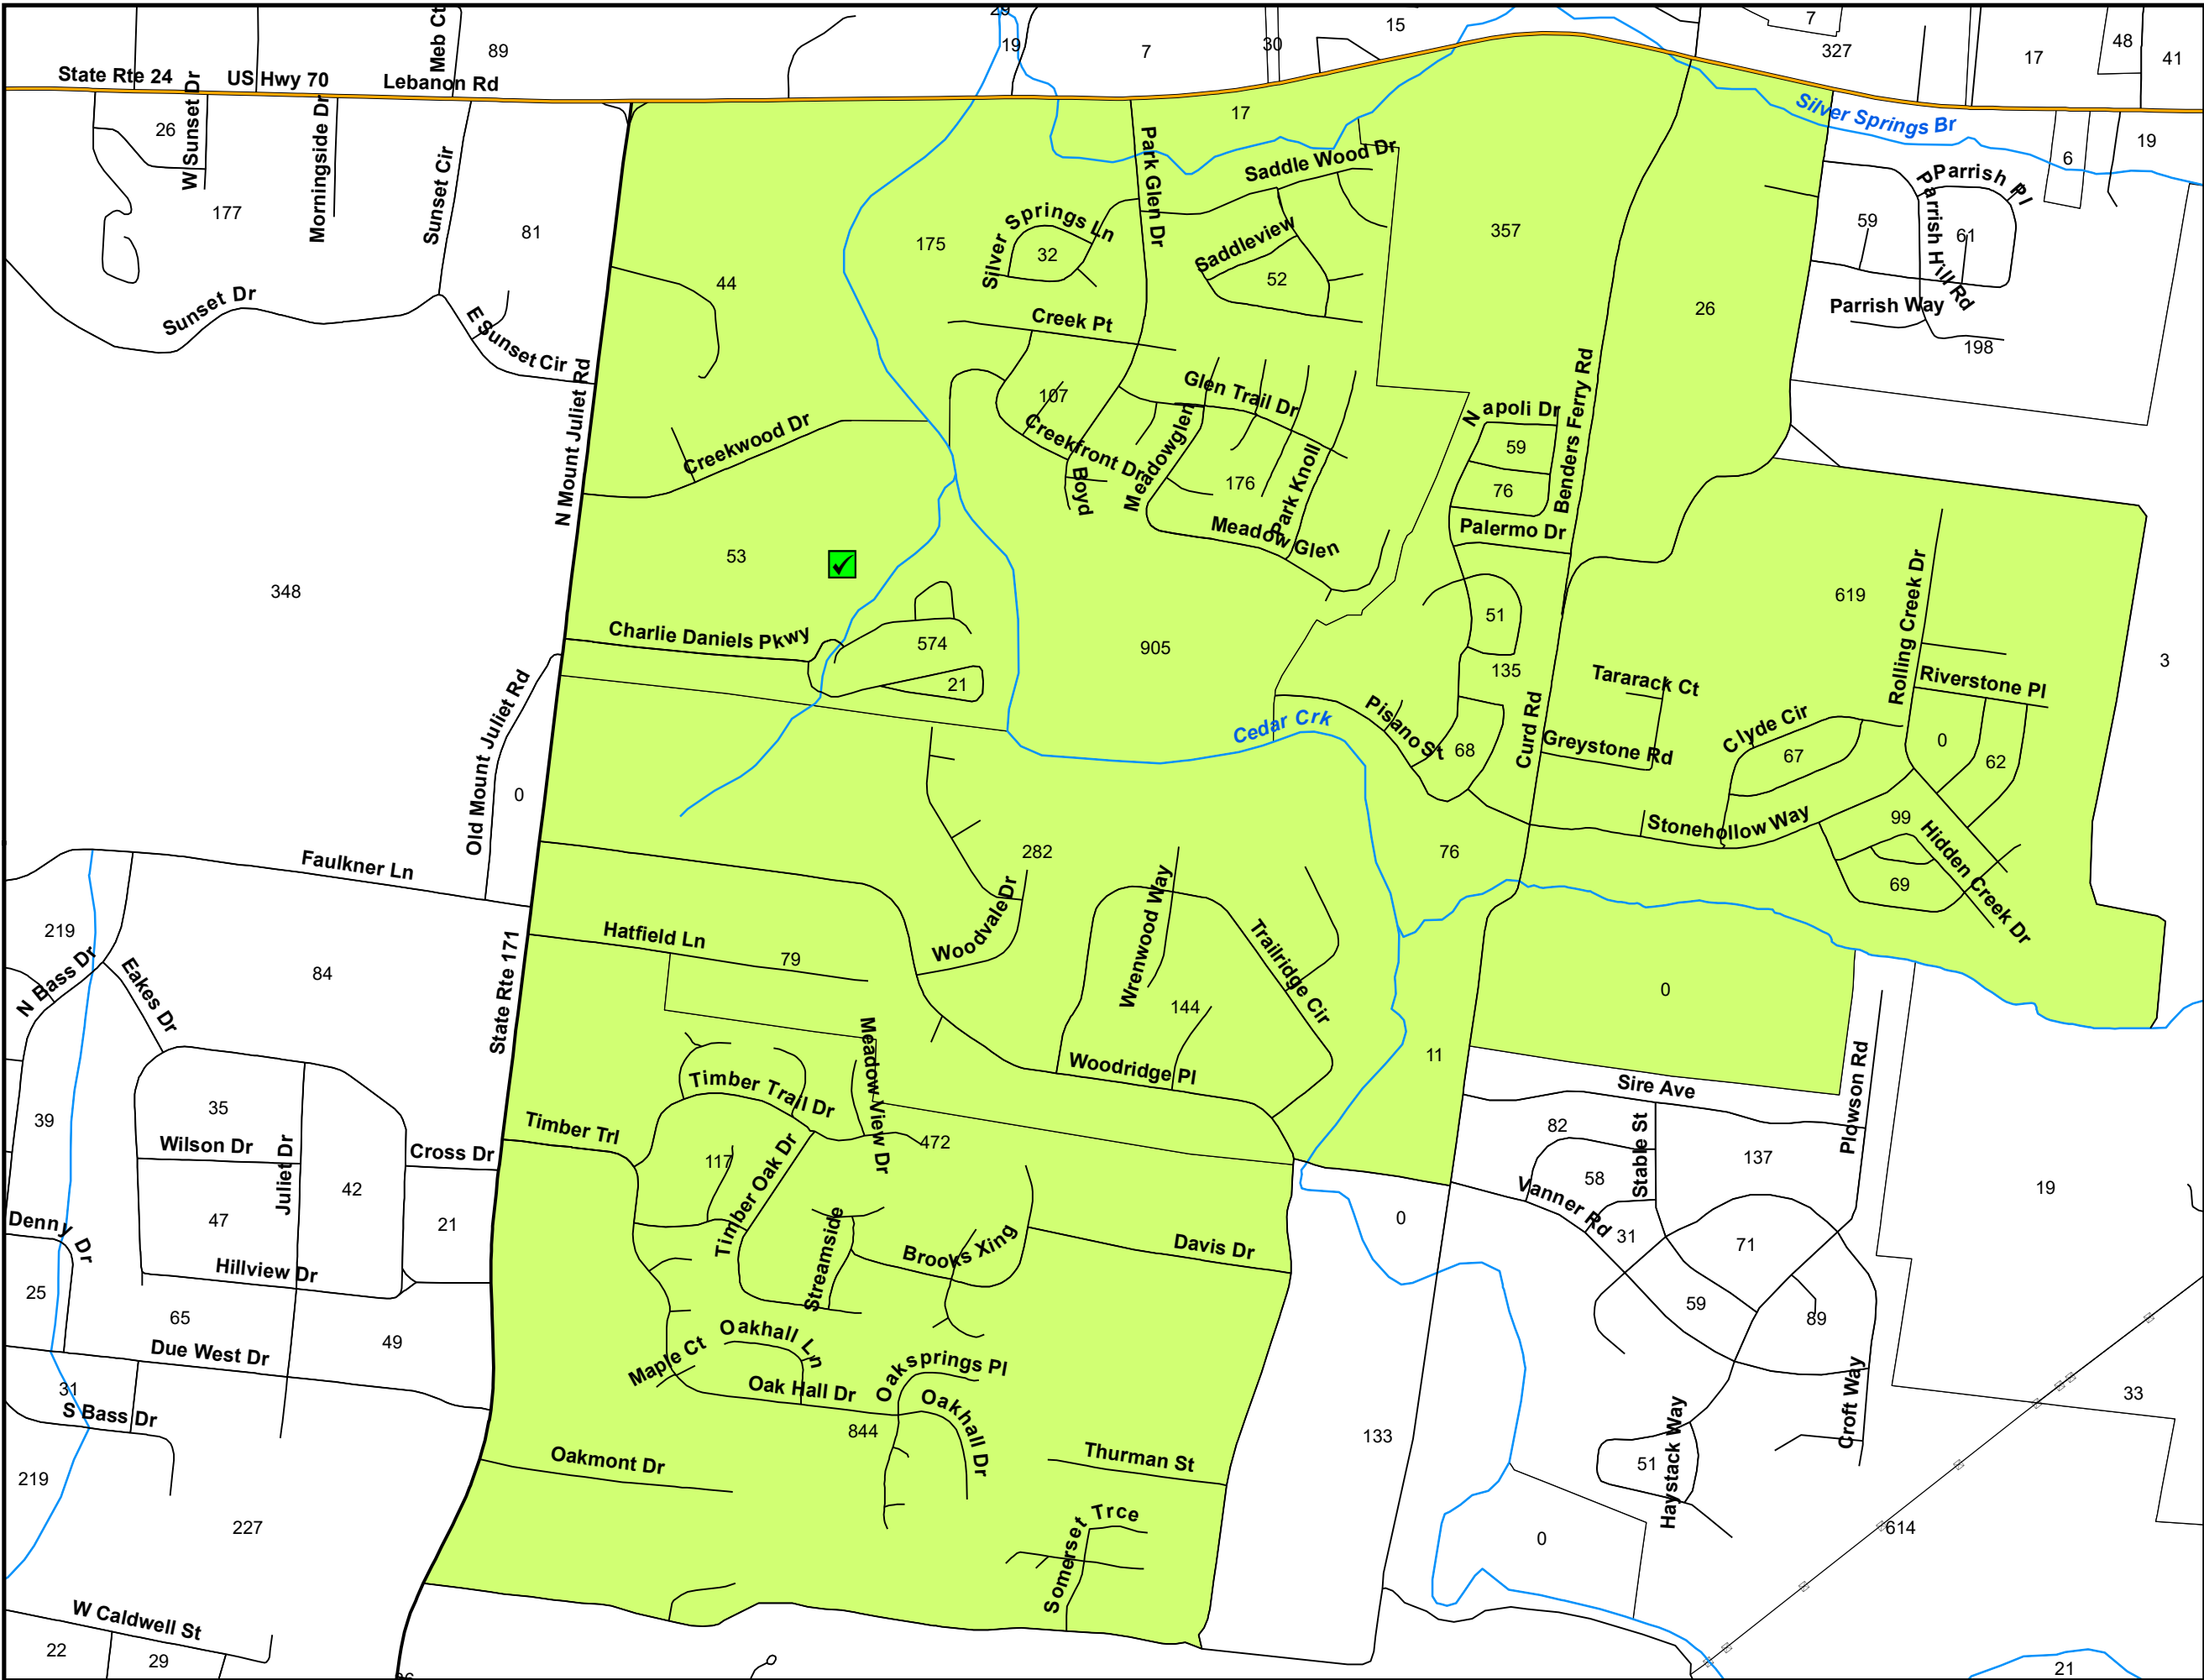 29
Meb Ct
89
19
7
30
15
7
327
17
48
41
State Rte 24
US Hwy 70
Lebanon Rd
26
W Sunset Dr
Morningside Dr
Sunset Cir
177
81
17
Park Glen Dr
Saddle Wood Dr
Silver Springs Br
6
19
Parrish Pl
Parrish Hill Rd
59
61
Parrish Way
198
Sunset Dr
E Sunset Cir
44
175
Silver Springs Ln
32
Saddleview
52
357
26
Creek Pt
107
Glen Trail Dr
Creekfront Dr
Meadowglen
Boyd
176
Park Knoll
Meadow Glen
Napoli Dr
59
76
Palermo Dr
Benders Ferry Rd
N Mount Juliet Rd
Creekwood Dr
53
348
Charlie Daniels Pkwy
574
21
905
51
135
619
Rolling Creek Dr
3
Tararack Ct
Riverstone Pl
Old Mount Juliet Rd
0
Cedar Crk
Pisano St
68
Curd Rd
Greystone Rd
Clyde Cir
67
0
62
Stonehollow Way
99
69
Hidden Creek Dr
76
Faulkner Ln
282
Woodvale Dr
Wrenwood Way
Trailridge Cir
144
219
N Bass Dr
Eakes Dr
84
State Rte 171
Hatfield Ln
79
0
11
Woodridge Pl
Meadow View Dr
Timber Trail Dr
Timber Trl
472
117
Timber Oak Dr
Sire Ave
Plowson Rd
82
Stable St
137
58
Vanner Rd
31
71
19
39
35
Wilson Dr
Juliet Dr
Cross Dr
42
47
21
Denny Dr
Hillview Dr
25
65
49
Due West Dr
31
S Bass Dr
219
227
Streamside
Brooks Xing
Davis Dr
0
59
89
Oakhall Ln
Maple Ct
Oak Hall Dr
Oaksprings Pl
Oakhall Dr
844
Oakmont Dr
Thurman St
Somerset Trce
133
Haystack Way
51
Croft Way
33
614
0
W Caldwell St
22
29
21